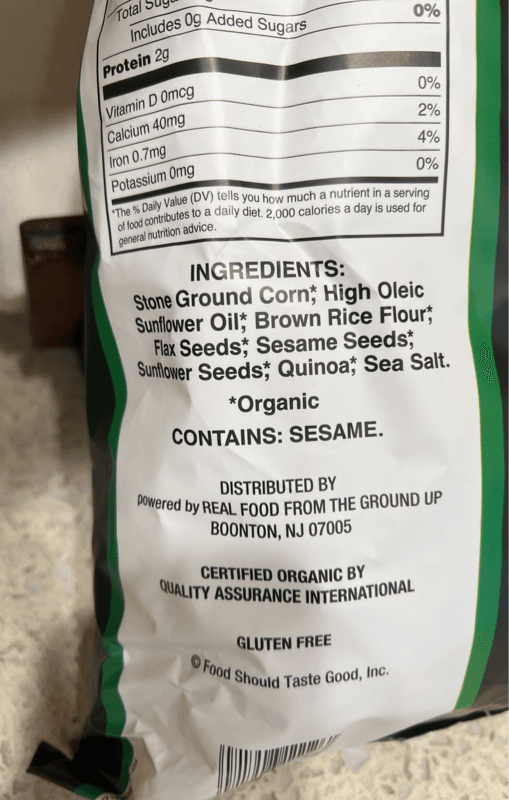 Total Sug
0%
Includes 0g Added Sugars
Protein 2g
Vitamin D 0mcg 0%
Calcium 40mg 2%
Iron 0.7mg 4%
Potassium 0mg 0%
*The % Daily Value (DV) tells you how much a nutrient in a serving
of food contributes to a daily diet. 2,000 calories a day is used for
general nutrition advice.
INGREDIENTS:
Stone Ground Corn*, High Oleic
Sunflower Oil*, Brown Rice Flour*,
Flax Seeds*, Sesame Seeds*,
Sunflower Seeds*, Quinoa*, Sea Salt.
*Organic
CONTAINS: SESAME.
DISTRIBUTED BY
powered by REAL FOOD FROM THE GROUND UP
BOONTON, NJ 07005
CERTIFIED ORGANIC BY
QUALITY ASSURANCE INTERNATIONAL
GLUTEN FREE
© Food Should Taste Good, Inc.